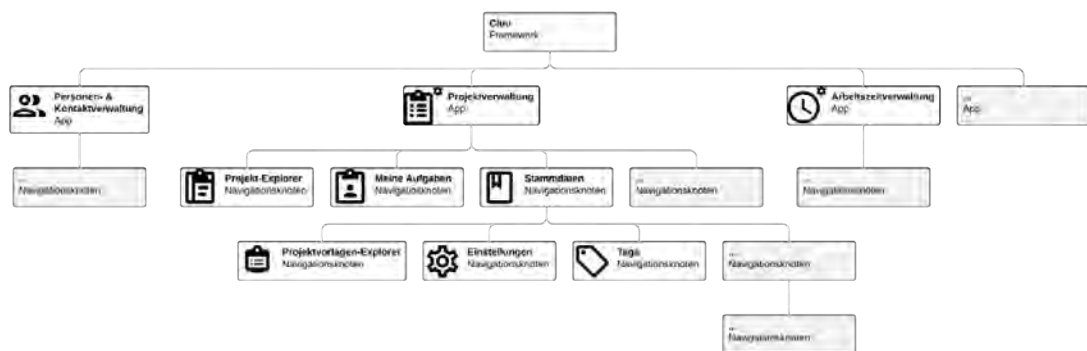 Cluu
Framework
Personen- &
Kontaktverwaltung
App
Projektverwaltung
App
Arbeitszeitverwaltung
App
...
App
...
Navigationsknoten
Projekt-Explorer
Navigationsknoten
Meine Aufgaben
Navigationsknoten
Stammdaten
Navigationsknoten
...
Navigationsknoten
...
Navigationsknoten
Projektvorlagen-Explorer
Navigationsknoten
Einstellungen
Navigationsknoten
Tags
Navigationsknoten
...
Navigationsknoten
...
Navigationsknoten